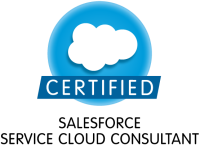 CERTIFIED
SALESFORCE
SERVICE CLOUD CONSULTANT